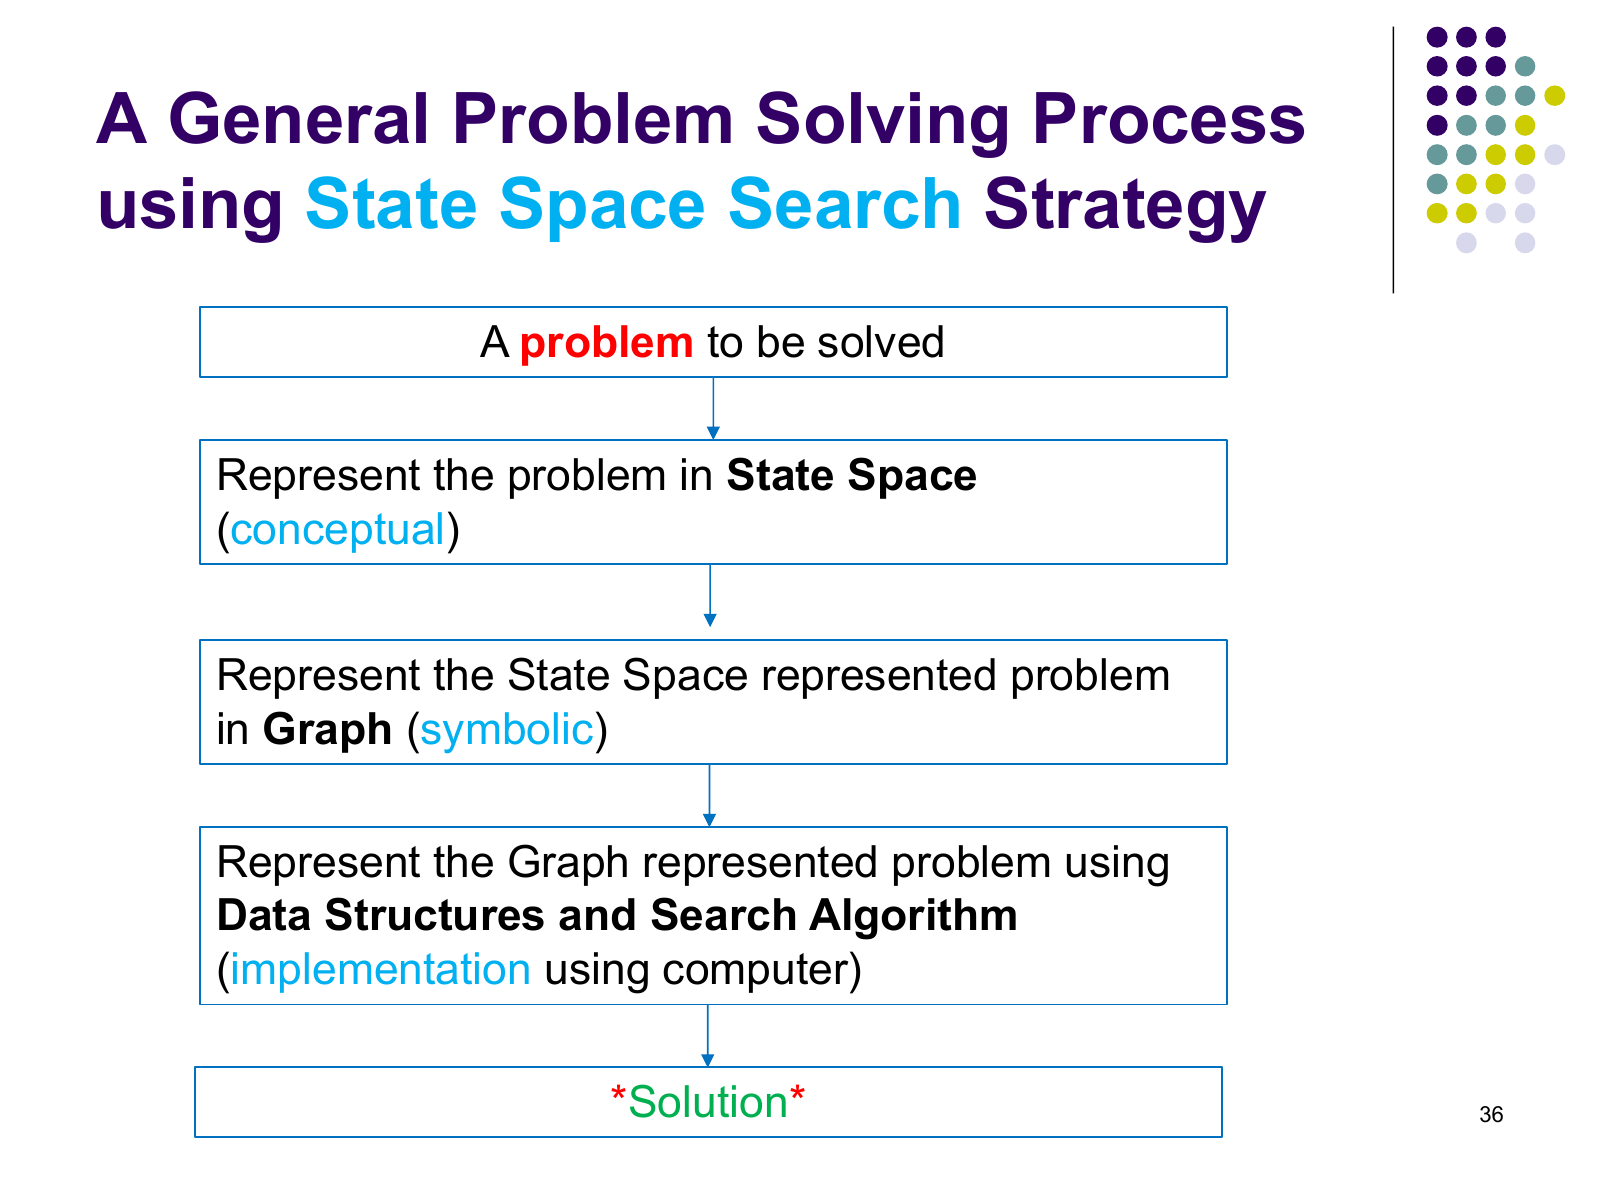 A General Problem Solving Process
using State Space Search Strategy
A problem to be solved
Represent the problem in State Space
(conceptual)
Represent the State Space represented problem
in Graph (symbolic)
Represent the Graph represented problem using
Data Structures and Search Algorithm
(implementation using computer)
*Solution*
36